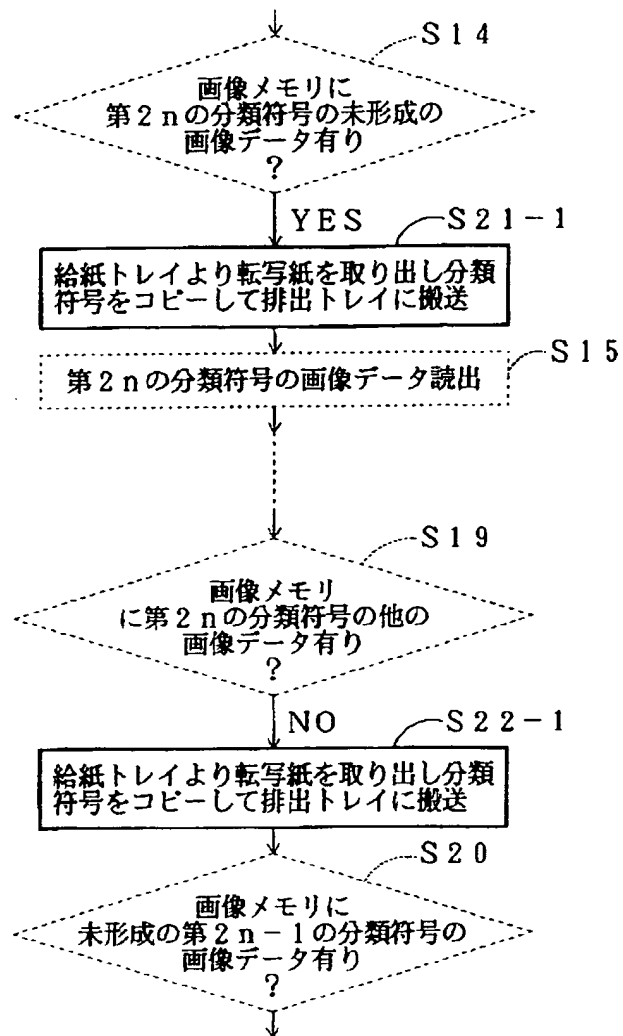 S14
画像メモリに
第2nの分類符号の未形成の
画像データ有り
?
YES
S21-1
給紙トレイより転写紙を取り出し分類
符号をコピーして排出トレイに搬送
S15
第2nの分類符号の画像データ読出
S19
画像メモリ
に第2nの分類符号の他の
画像データ有り
?
NO
S22-1
給紙トレイより転写紙を取り出し分類
符号をコピーして排出トレイに搬送
S20
画像メモリに
未形成の第2n-1の分類符号の
画像データ有り
?